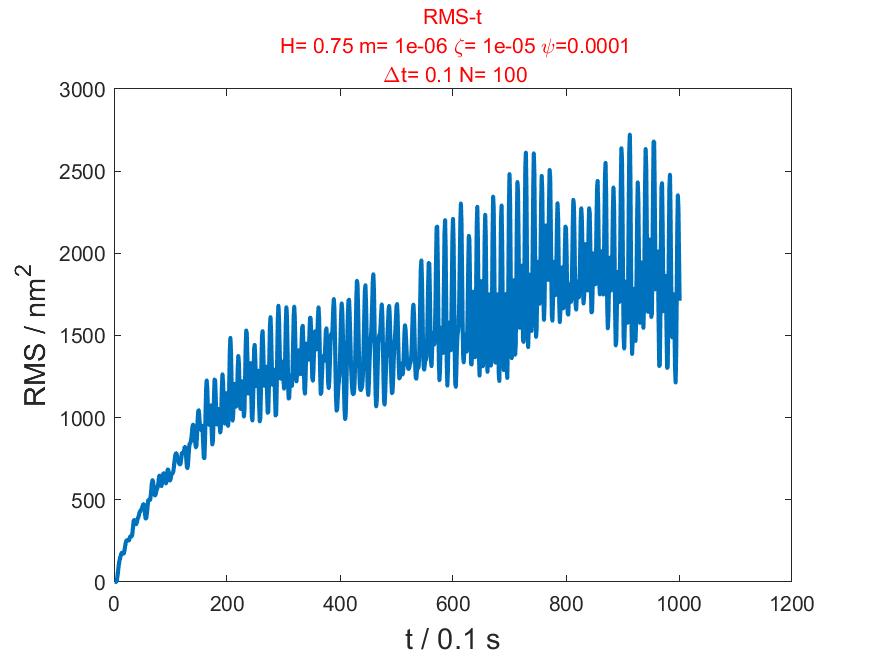 RMS-t
H= 0.75 m= 1e-06 ζ= 1e-05 ψ=0.0001
Δt= 0.1 N= 100
3000
2500
2000
1500
1000
500
0
RMS / nm²
0 200 400 600 800 1000 1200
t / 0.1 s